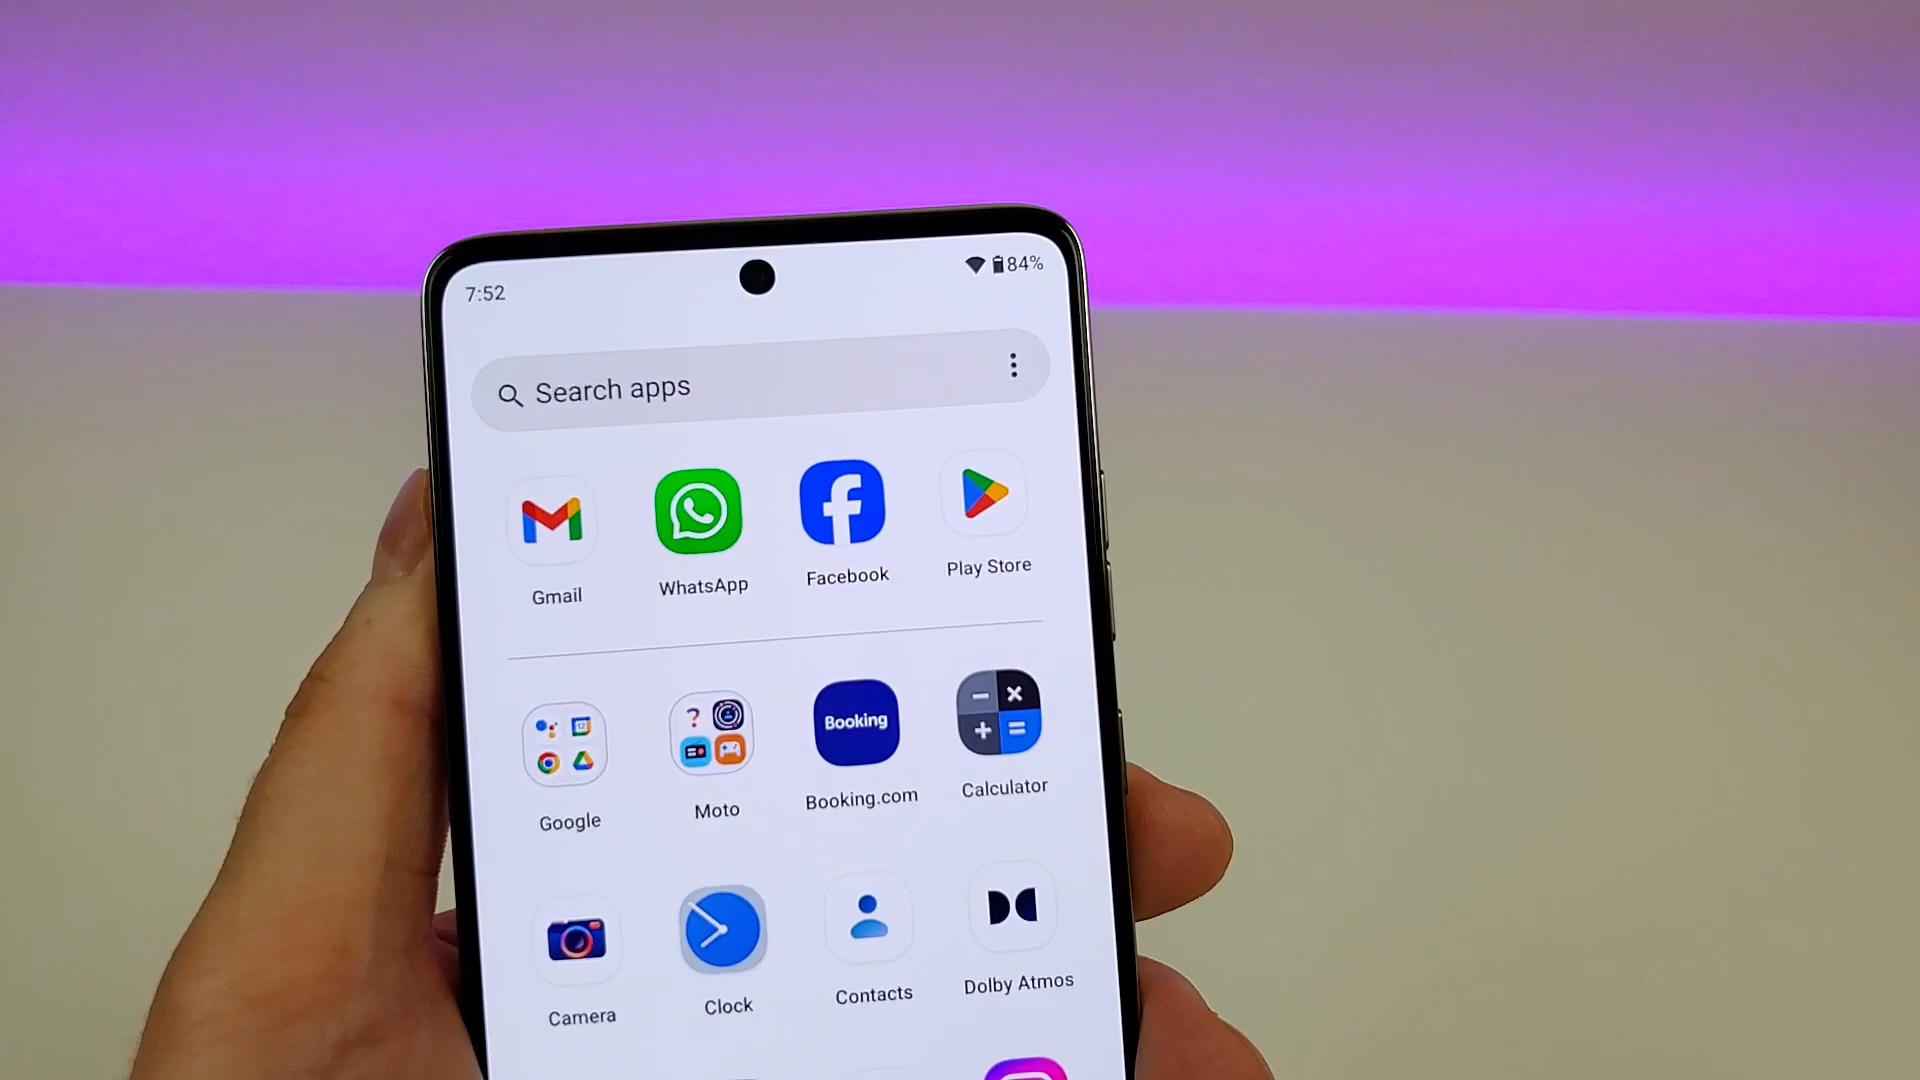 7:52
84%
Search apps
Gmail
WhatsApp
Facebook
Play Store
Booking
Google
Moto
Booking.com
Calculator
Camera
Clock
Contacts
Dolby Atmos